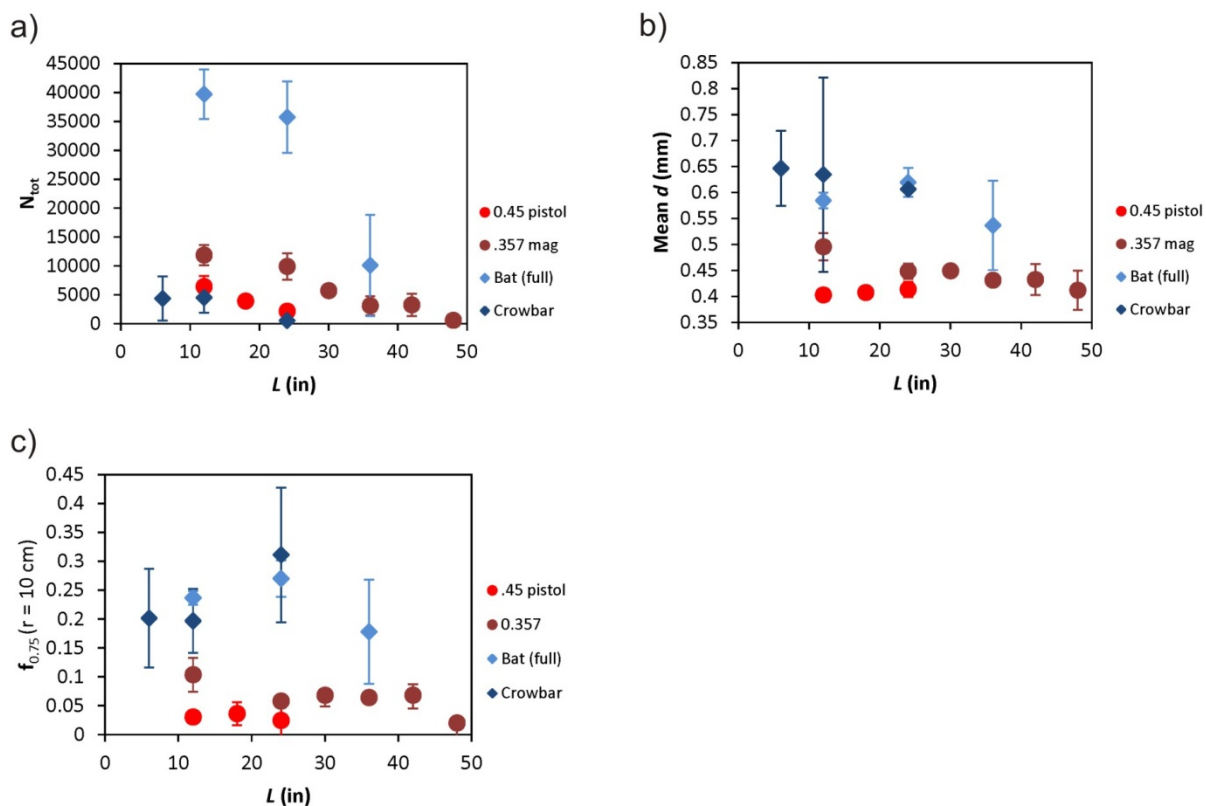 a)
45000
40000
35000
30000
25000
20000
15000
10000
5000
0
N_tot
0 10 20 30 40 50
L (in)
0.45 pistol
.357 mag
Bat (full)
Crowbar
b)
0.85
0.8
0.75
0.7
0.65
0.6
0.55
0.5
0.45
0.4
0.35
Mean d (mm)
0 10 20 30 40 50
L (in)
0.45 pistol
.357 mag
Bat (full)
Crowbar
c)
0.45
0.4
0.35
0.3
0.25
0.2
0.15
0.1
0.05
0
f_0.75 (r = 10 cm)
0 10 20 30 40 50
L (in)
.45 pistol
0.357
Bat (full)
Crowbar